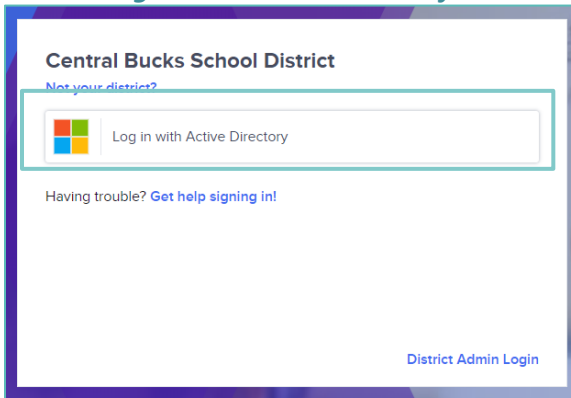 Central Bucks School District
Not your district?
Log in with Active Directory
Having trouble? Get help signing in!
District Admin Login